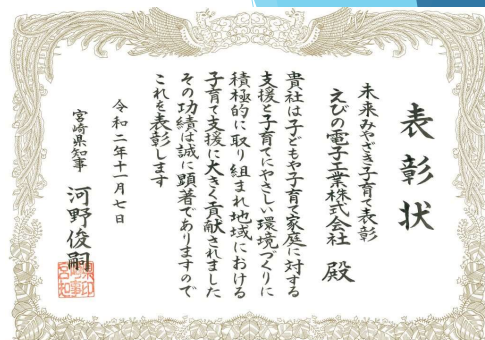 表彰状
未来みやざき子育て表彰
えびの電子工業株式会社 殿
貴社は子どもや子育て家庭に対する
支援と子育てにやさしい環境づくりに
積極的に取り組まれ地域における
子育て支援に大きく貢献されました
その功績は誠に顕著でありますので
これを表彰します
令和二年十一月七日
宮崎県知事 河野俊嗣